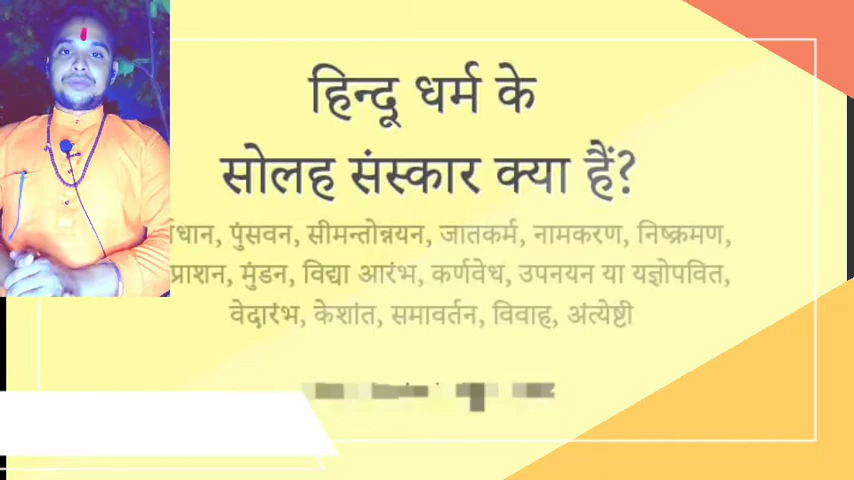 हिन्दू धर्म के
सोलह संस्कार क्या हैं?
पुंसवन, सीमन्तोन्नयन, जातकर्म, नामकरण, निष्क्रमण,
मुंडन, विद्या आरंभ, कर्णवेध, उपनयन या यज्ञोपवित,
वेदारंभ, केशांत, समावर्तन, विवाह, अंत्येष्टी